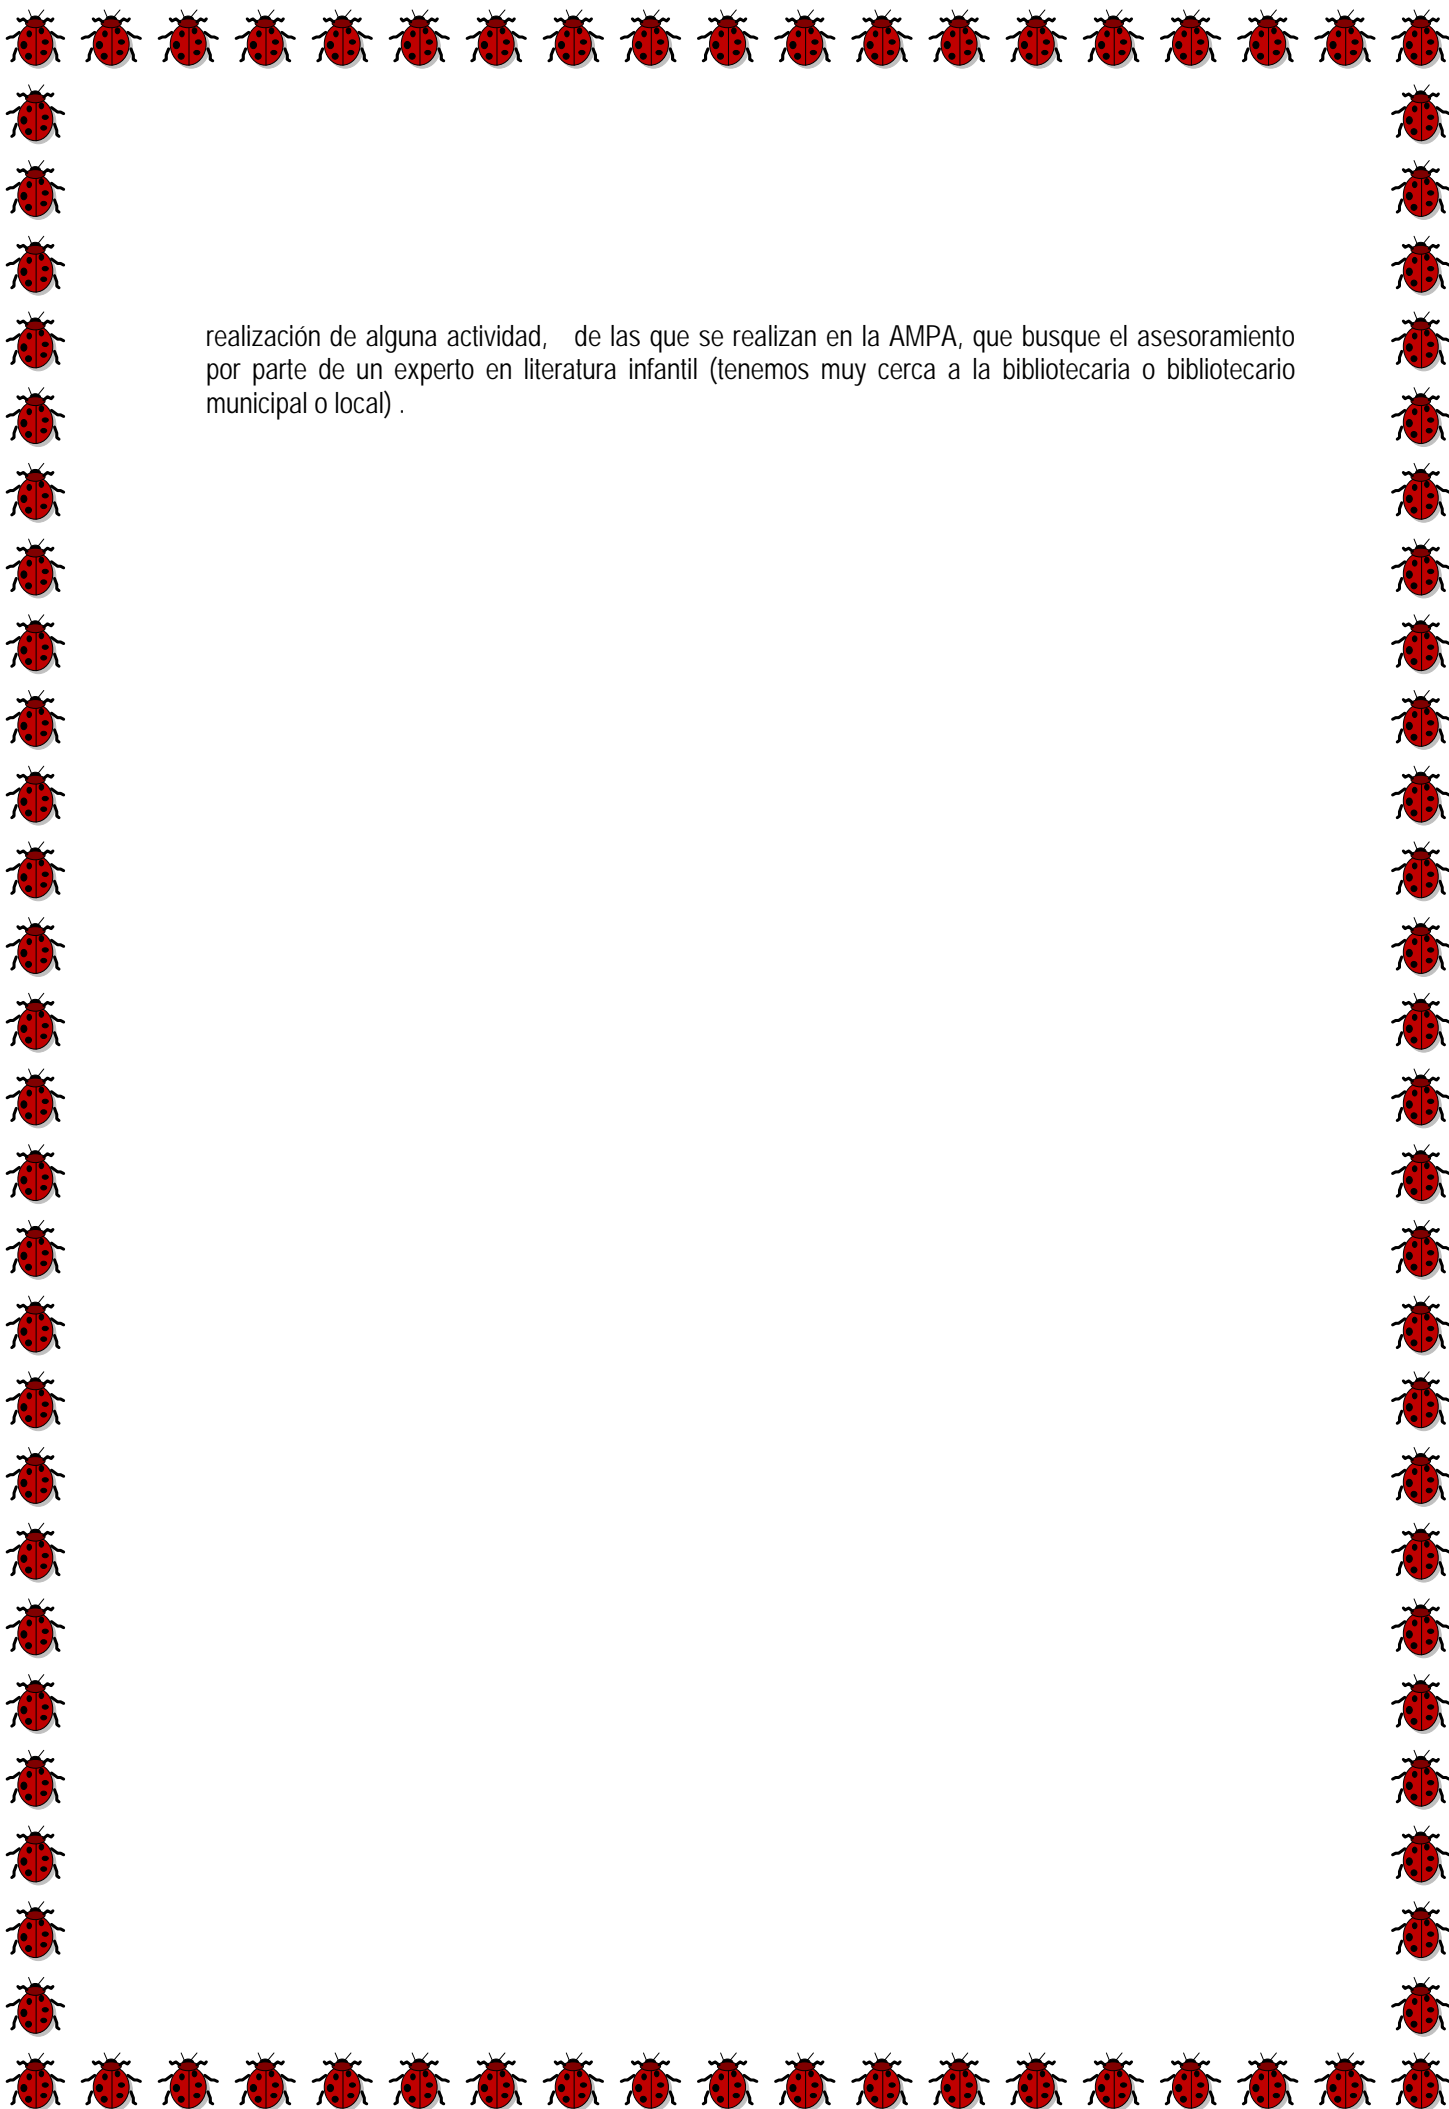 realización de alguna actividad, de las que se realizan en la AMPA, que busque el asesoramiento
por parte de un experto en literatura infantil (tenemos muy cerca a la bibliotecaria o bibliotecario
municipal o local) .